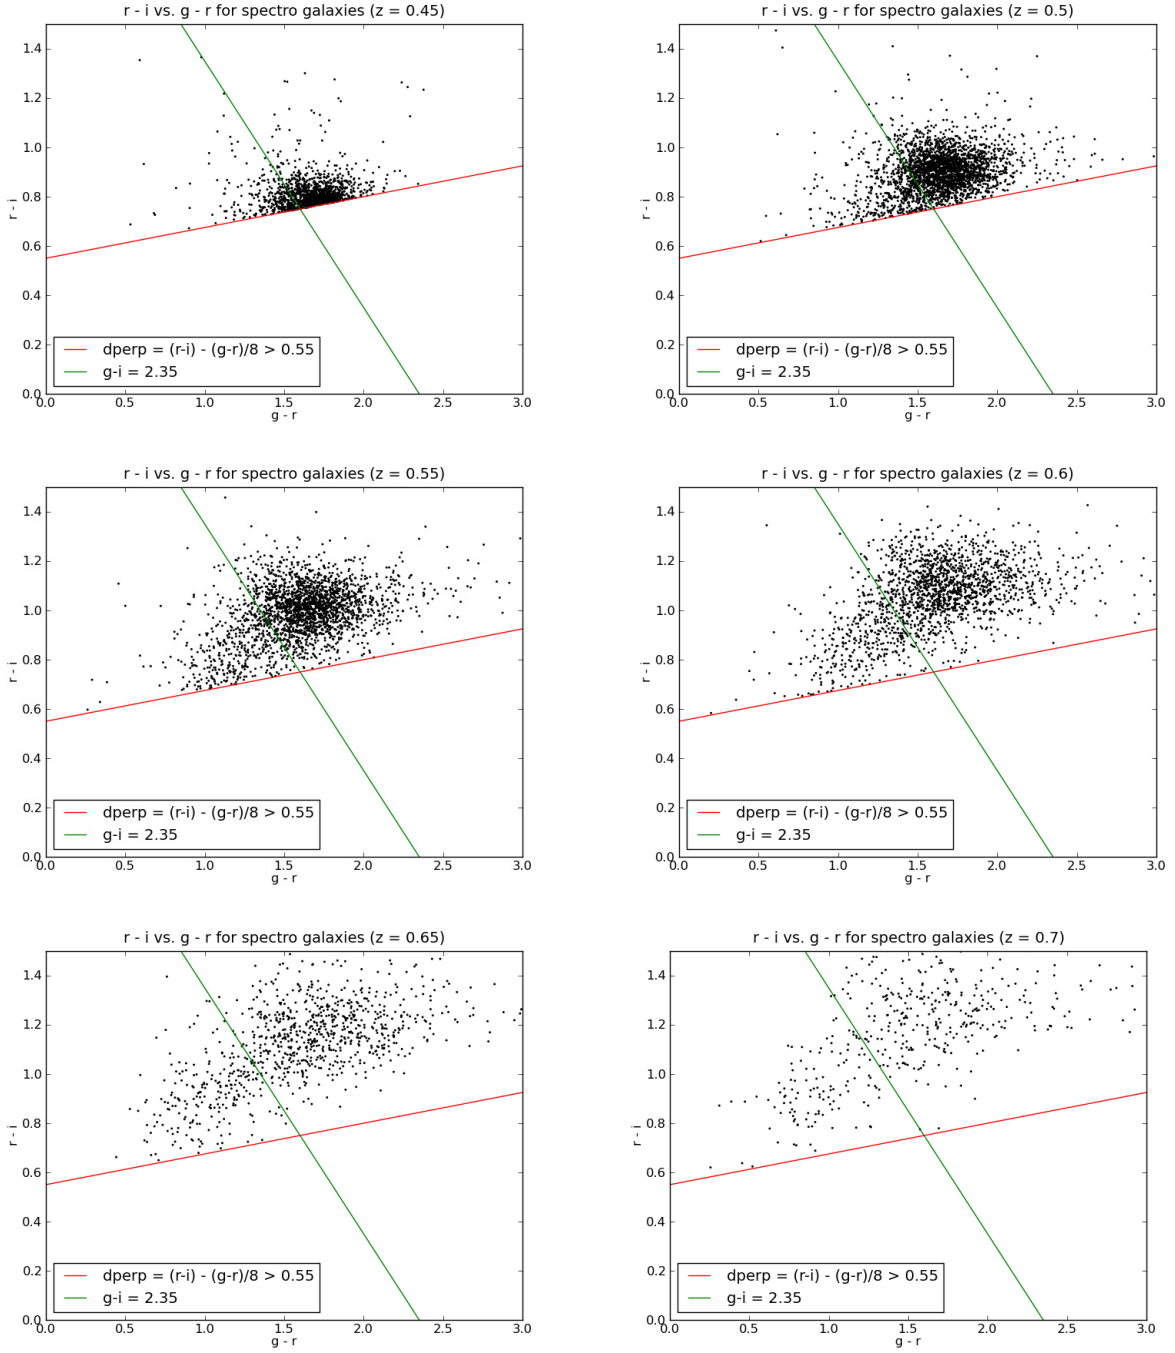 r - i vs. g - r for spectro galaxies (z = 0.45)
1.4
1.2
1.0
0.8
0.6
0.4
0.2
0.0
r - i
dperp = (r-i) - (g-r)/8 > 0.55
g-i = 2.35
0.0 0.5 1.0 1.5 2.0 2.5 3.0
g - r
r - i vs. g - r for spectro galaxies (z = 0.5)
1.4
1.2
1.0
0.8
0.6
0.4
0.2
0.0
r - i
dperp = (r-i) - (g-r)/8 > 0.55
g-i = 2.35
0.0 0.5 1.0 1.5 2.0 2.5 3.0
g - r
r - i vs. g - r for spectro galaxies (z = 0.55)
1.4
1.2
1.0
0.8
0.6
0.4
0.2
0.0
r - i
dperp = (r-i) - (g-r)/8 > 0.55
g-i = 2.35
0.0 0.5 1.0 1.5 2.0 2.5 3.0
g - r
r - i vs. g - r for spectro galaxies (z = 0.6)
1.4
1.2
1.0
0.8
0.6
0.4
0.2
0.0
r - i
dperp = (r-i) - (g-r)/8 > 0.55
g-i = 2.35
0.0 0.5 1.0 1.5 2.0 2.5 3.0
g - r
r - i vs. g - r for spectro galaxies (z = 0.65)
1.4
1.2
1.0
0.8
0.6
0.4
0.2
0.0
r - i
dperp = (r-i) - (g-r)/8 > 0.55
g-i = 2.35
0.0 0.5 1.0 1.5 2.0 2.5 3.0
g - r
r - i vs. g - r for spectro galaxies (z = 0.7)
1.4
1.2
1.0
0.8
0.6
0.4
0.2
0.0
r - i
dperp = (r-i) - (g-r)/8 > 0.55
g-i = 2.35
0.0 0.5 1.0 1.5 2.0 2.5 3.0
g - r